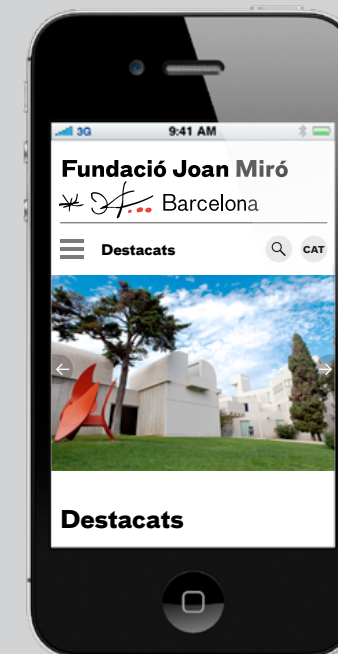 3G 9:41 AM
Fundació Joan Miró
Barcelona
Destacats CAT
Destacats